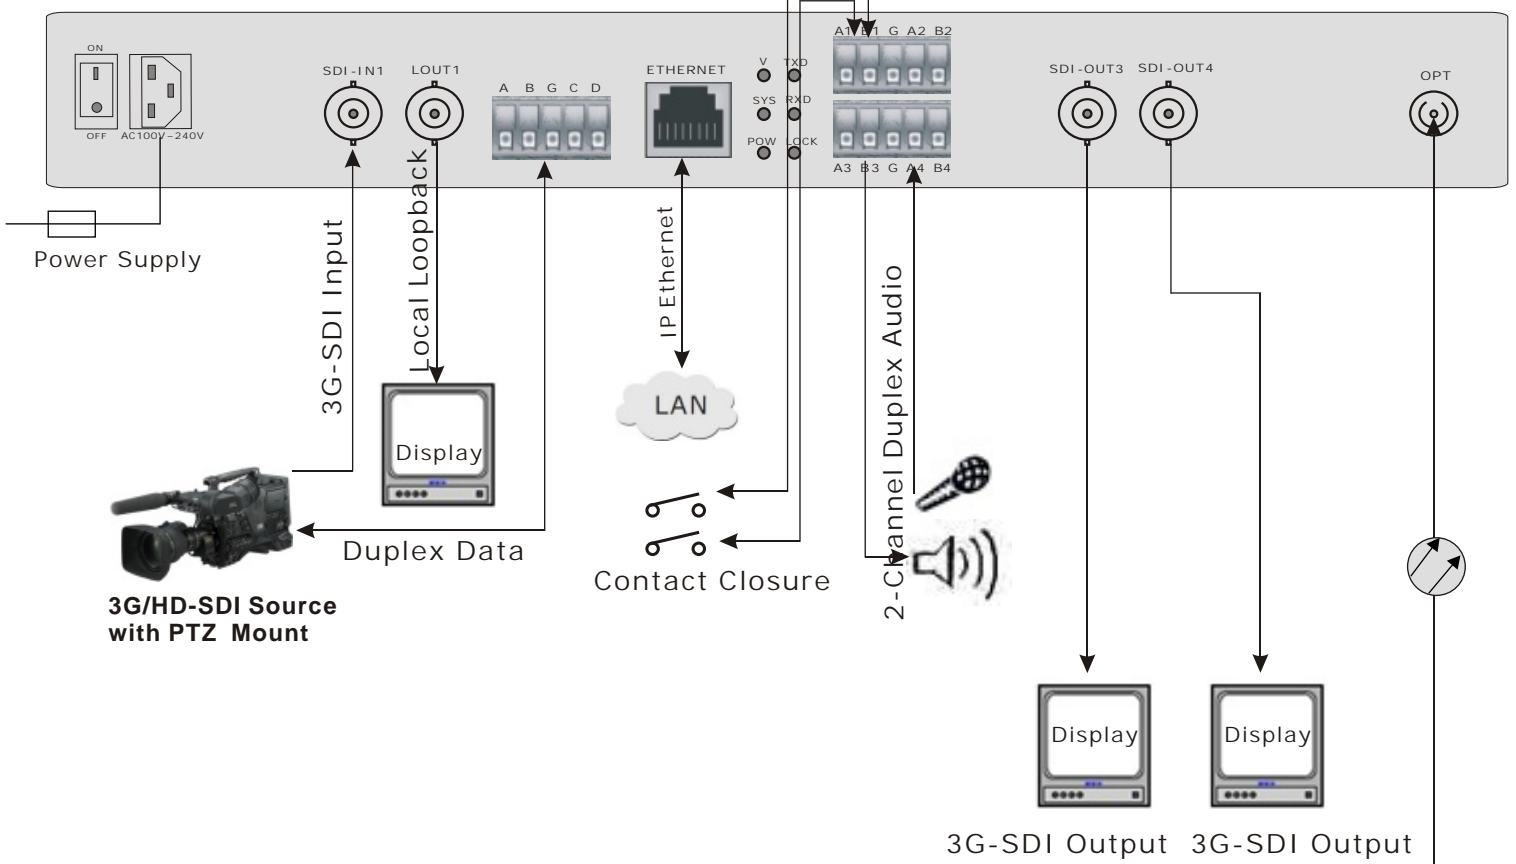 ON
OFF
AC100V~240V
SDI-IN1
LOUT1
A B G C D
ETHERNET
V TXD
SYS RXD
POW LOCK
A1 B1 G A2 B2
A3 B3 G A4 B4
SDI-OUT3
SDI-OUT4
OPT
Power Supply
3G-SDI Input
Local Loopback
IP Ethernet
2-Channel Duplex Audio
Display
LAN
Duplex Data
Contact Closure
3G/HD-SDI Source
with PTZ Mount
Display
Display
3G-SDI Output
3G-SDI Output